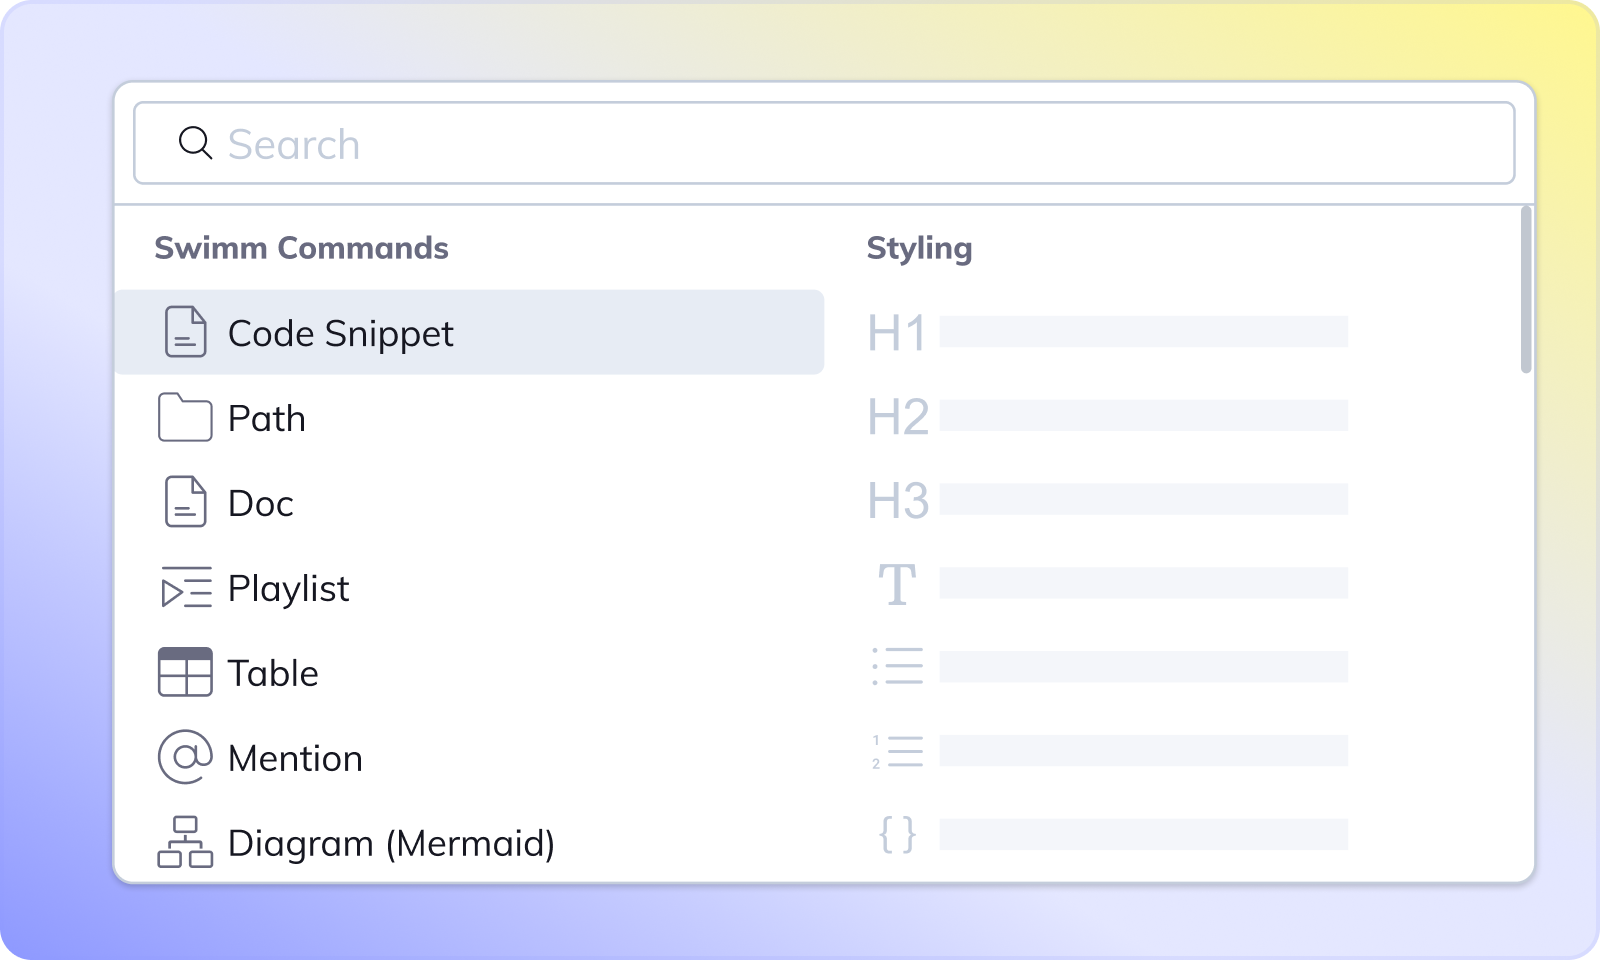 Search
Swimm Commands
Code Snippet
Path
Doc
Playlist
Table
Mention
Diagram (Mermaid)
Styling
H1
H2
H3
T
1
2
{ }